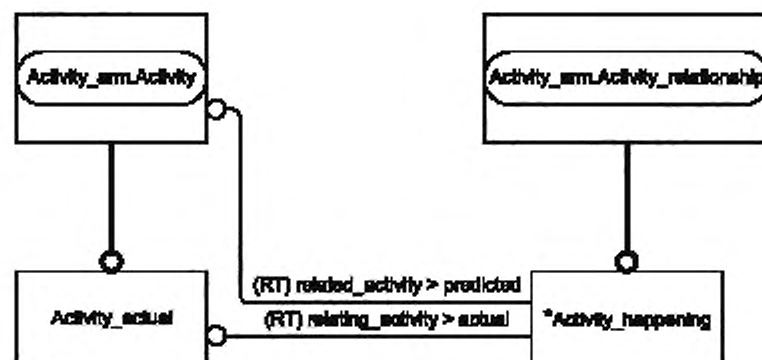 Activity_arm.Activity
Activity_arm.Activity_relationship
(RT) related_activity > predicted
(RT) relating_activity > actual
Activity_actual
*Activity_happening